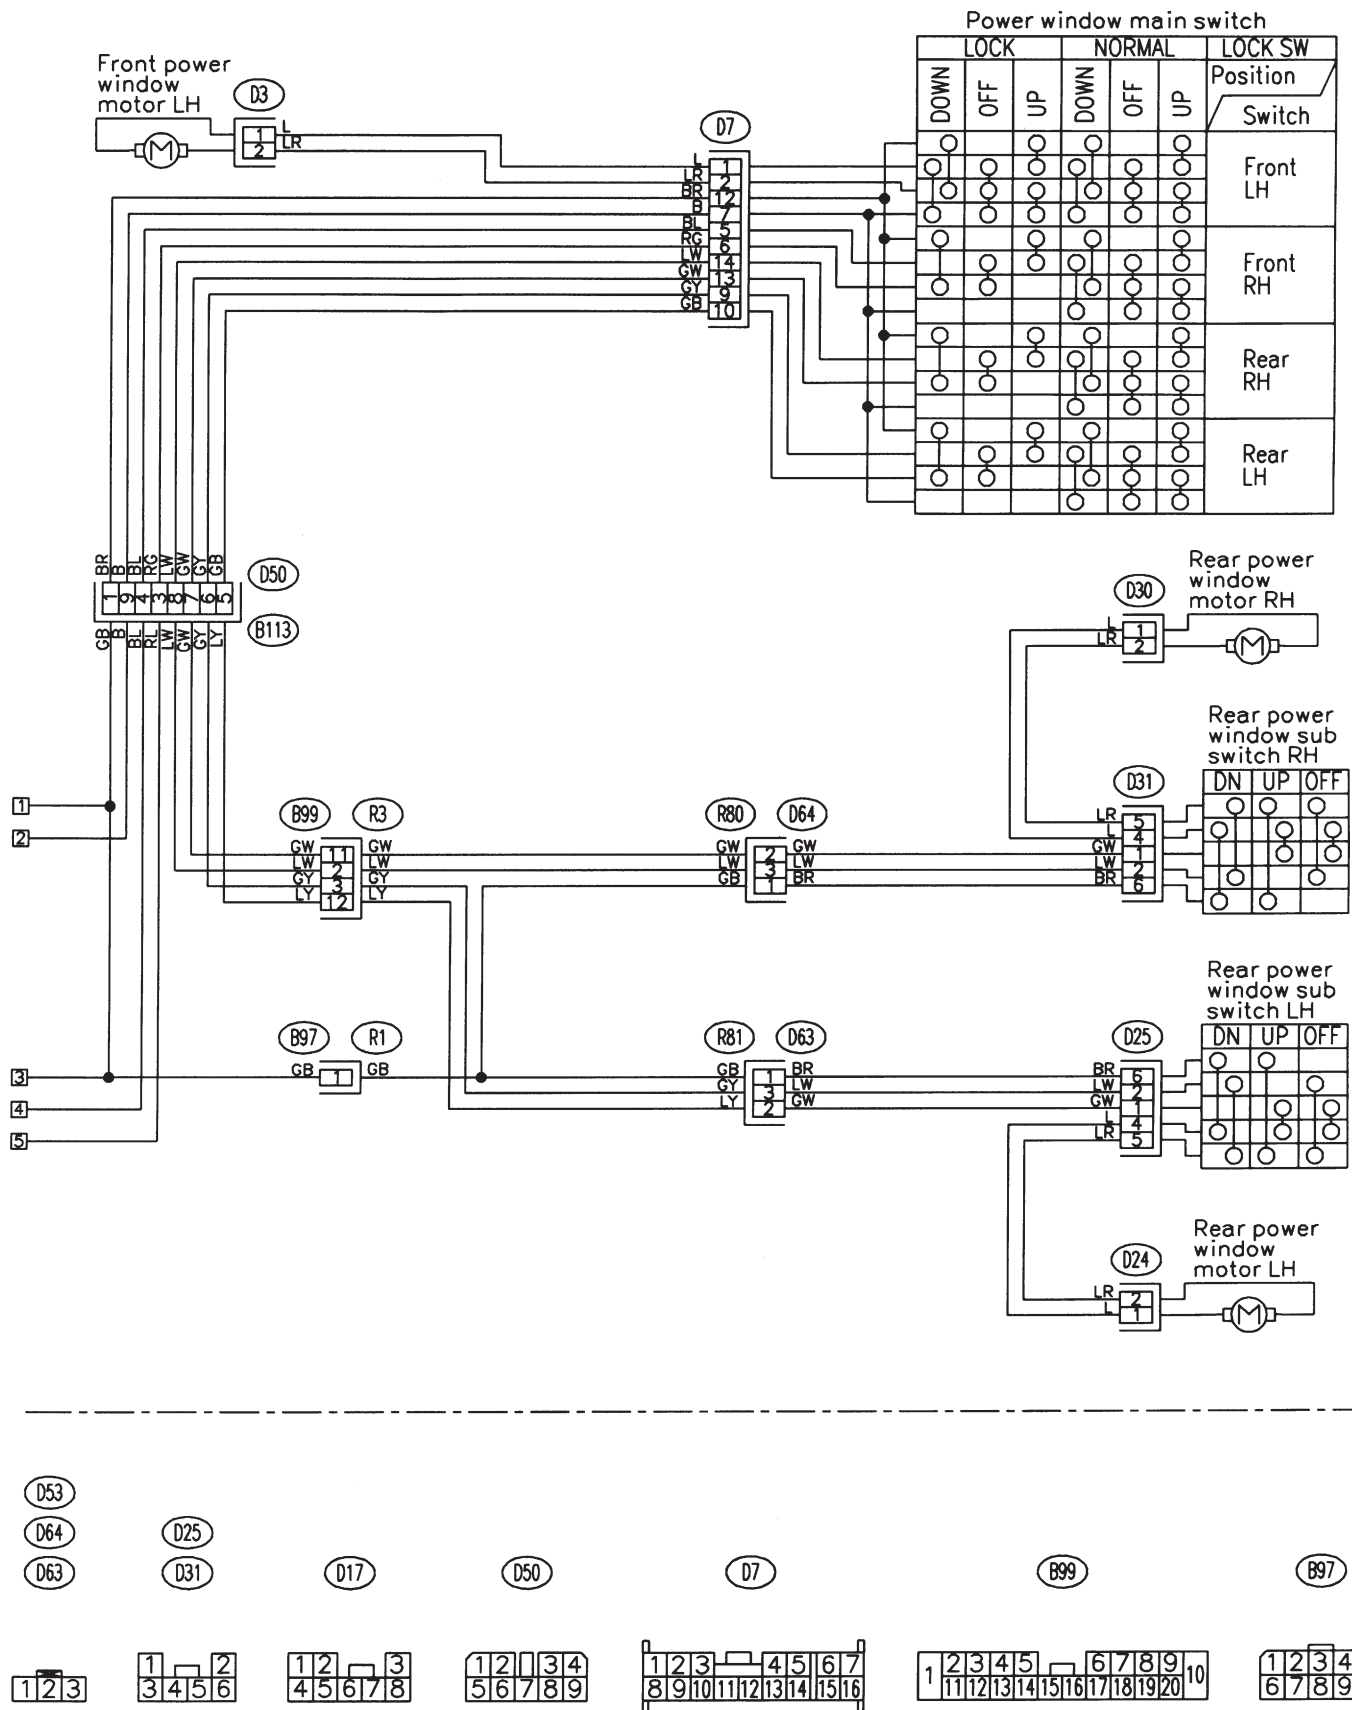 Power window main switch
LOCK NORMAL LOCK SW
DOWN OFF UP DOWN OFF UP Position
Switch
Front
LH
Front
RH
Rear
RH
Rear
LH
Front power
window
motor LH
D3
1 L
2 LR
D7
L 1
LR 2
BR 12
B 7
BL 5
RG 6
LW 14
GW 13
GY 9
GB 10
BR B BL RG LW GW GY GB
1 9 4 3 8 7 6 5
D50
B113
GB B BL RL LW GW GY LY
Rear power
window
motor RH
D30
L 1
LR 2
M
M
Rear power
window sub
switch RH
DN UP OFF
D31
LR 5
L 4
GW 1
LW 2
BR 6
1
2
B99 R3
GW 11 GW
LW 2 LW
GY 3 GY
LY 12 LY
R80 D64
GW 2 GW
LW 3 LW
GB 1 BR
Rear power
window sub
switch LH
DN UP OFF
B97 R1
GB 1 GB
R81 D63
GB 1 BR
GY 3 LW
LY 2 GW
D25
BR 6
LW 2
GW 1
L 4
LR 5
3
4
5
Rear power
window
motor LH
D24
LR 2
L 1
M
D53
D64 D25
D63 D31 D17 D50 D7 B99 B97
1 2 3
1 2
3 4 5 6
1 2 3
4 5 6 7 8
1 2 3 4
5 6 7 8 9
1 2 3 4 5 6 7
8 9 10 11 12 13 14 15 16
1 2 3 4 5 6 7 8 9 10
11 12 13 14 15 16 17 18 19 20
1 2 3 4
6 7 8 9